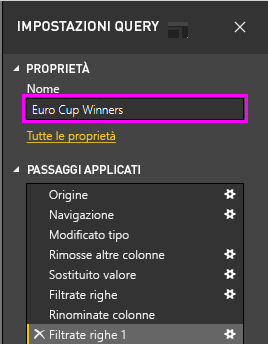 IMPOSTAZIONI QUERY
PROPRIETÀ
Nome
Euro Cup Winners
Tutte le proprietà
PASSAGGI APPLICATI
Origine
Navigazione
Modificato tipo
Rimosse altre colonne
Sostituito valore
Filtrate righe
Rinominate colonne
Filtrate righe 1